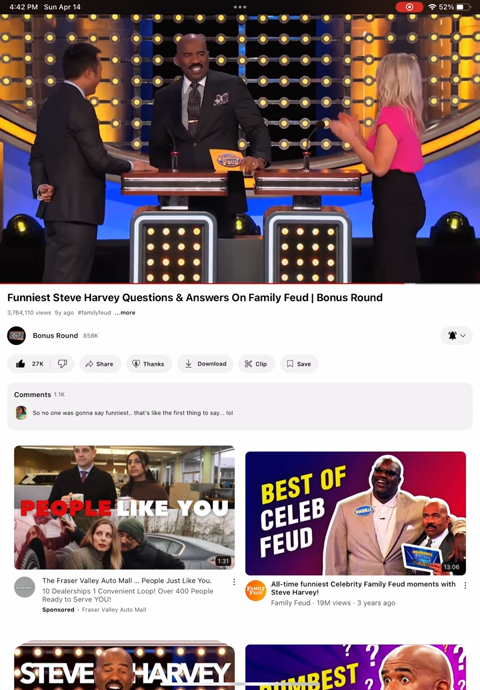 4:42 PM Sun Apr 14
52%
Funniest Steve Harvey Questions & Answers On Family Feud | Bonus Round
3,764,110 views 5y ago #familyfeud ...more
Bonus Round 858K
27K
Share
Thanks
Download
Clip
Save
Comments 1.1K
So no one was gonna say funniest.. that's like the first thing to say... lol
PEOPLE LIKE YOU
1:31
The Fraser Valley Auto Mall ... People Just Like You.
10 Dealerships 1 Convenient Loop! Over 400 People
Ready to Serve YOU!
Sponsored · Fraser Valley Auto Mall
BEST OF
CELEB
FEUD
13:06
FAMILY
FEUD
All-time funniest Celebrity Family Feud moments with
Steve Harvey!
Family Feud · 19M views · 3 years ago
STEVE HARVEY
DUMBEST
? ? ?